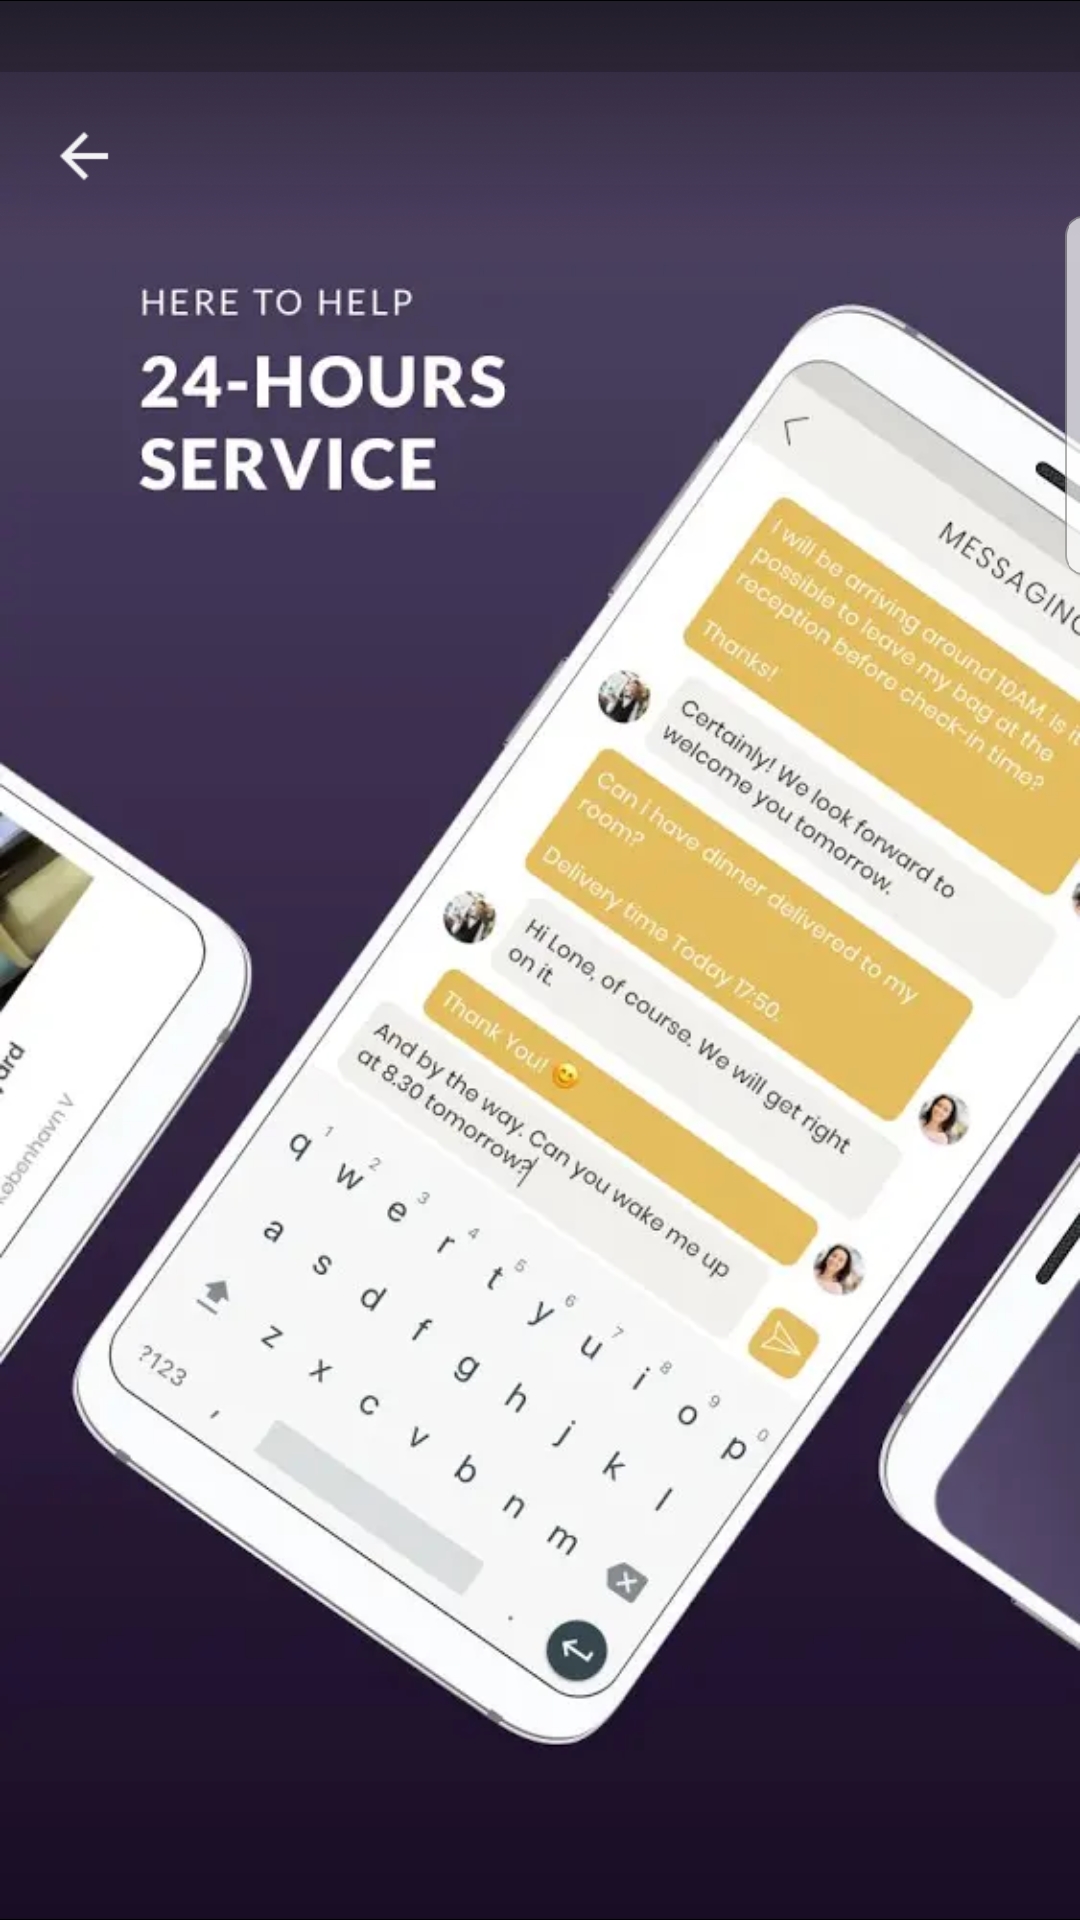 HERE TO HELP
24-HOURS
SERVICE
MESSAGING
I will be arriving around 10AM. Is it
possible to leave my bag at the
reception before check-in time?
Thanks!
Certainly! We look forward to
welcome you tomorrow.
Can i have dinner delivered to my
room?
Delivery time Today 17:50.
Hi Lone, of course. We will get right
on it.
Thank You! 😊
And by the way. Can you wake me up
at 8.30 tomorrow?
q 1 w 2 e 3 r 4 t 5 y 6 u 7 i 8 o 9 p 0
a s d f g h j k l
z x c v b n m
?123 , .
ard
København V